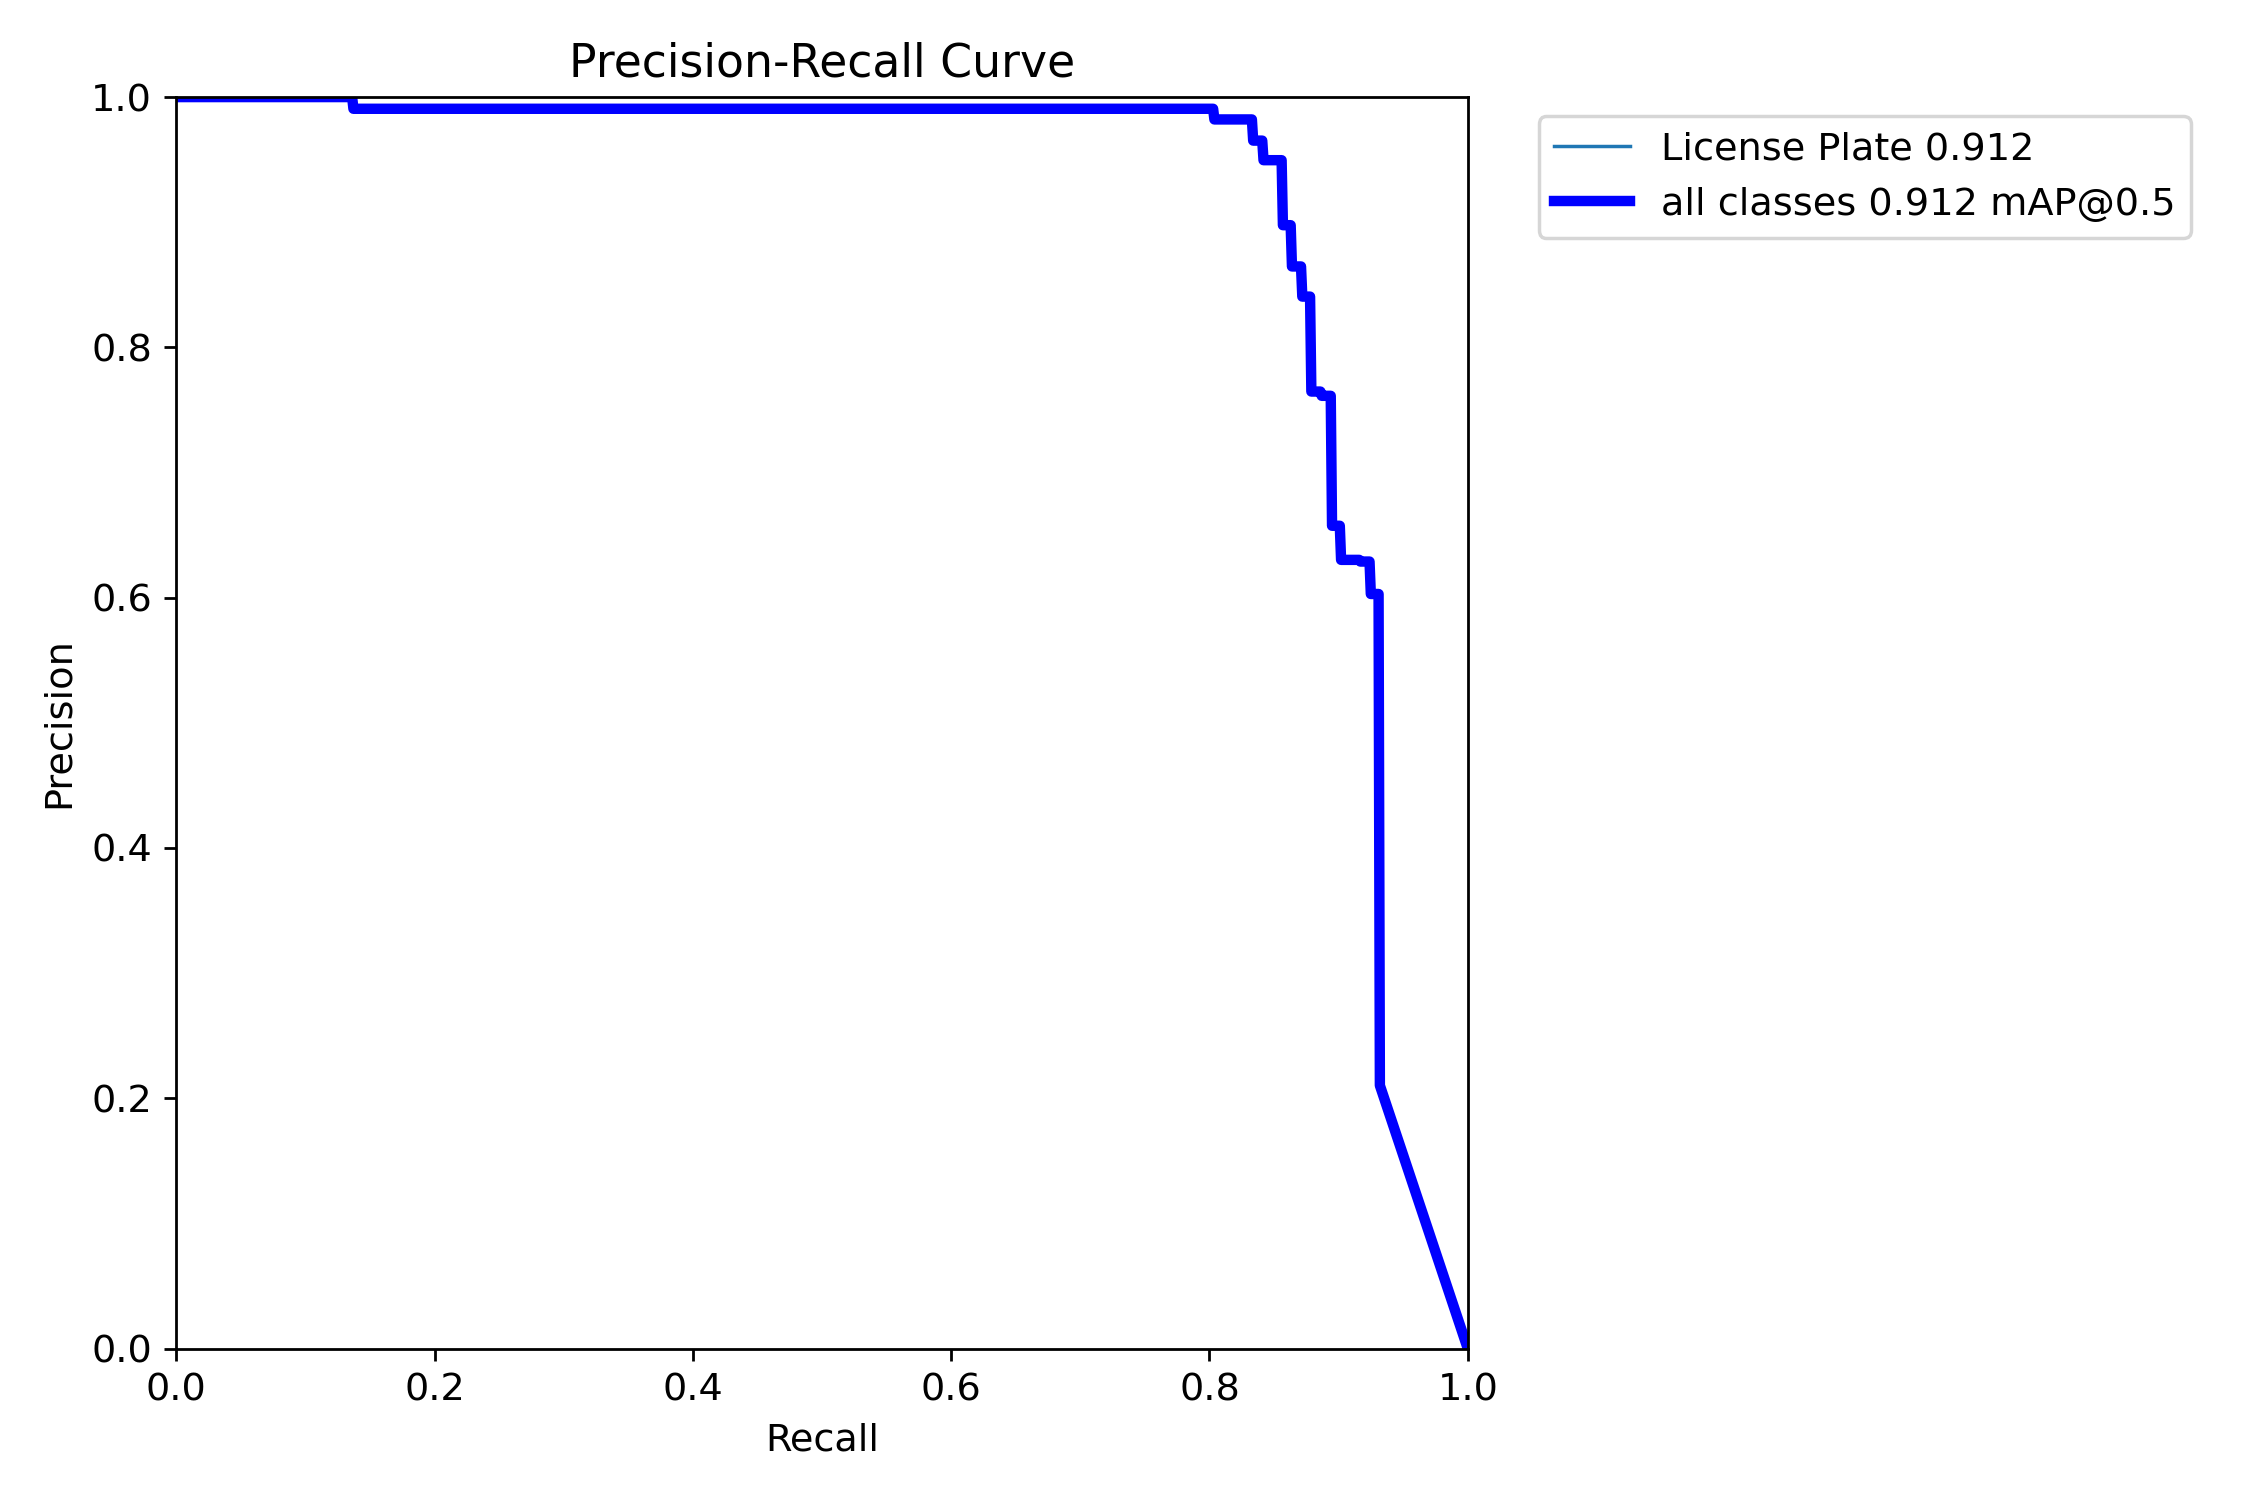 Precision-Recall Curve
1.0
0.8
0.6
0.4
0.2
0.0
Precision
0.0 0.2 0.4 0.6 0.8 1.0
Recall
License Plate 0.912
all classes 0.912 mAP@0.5